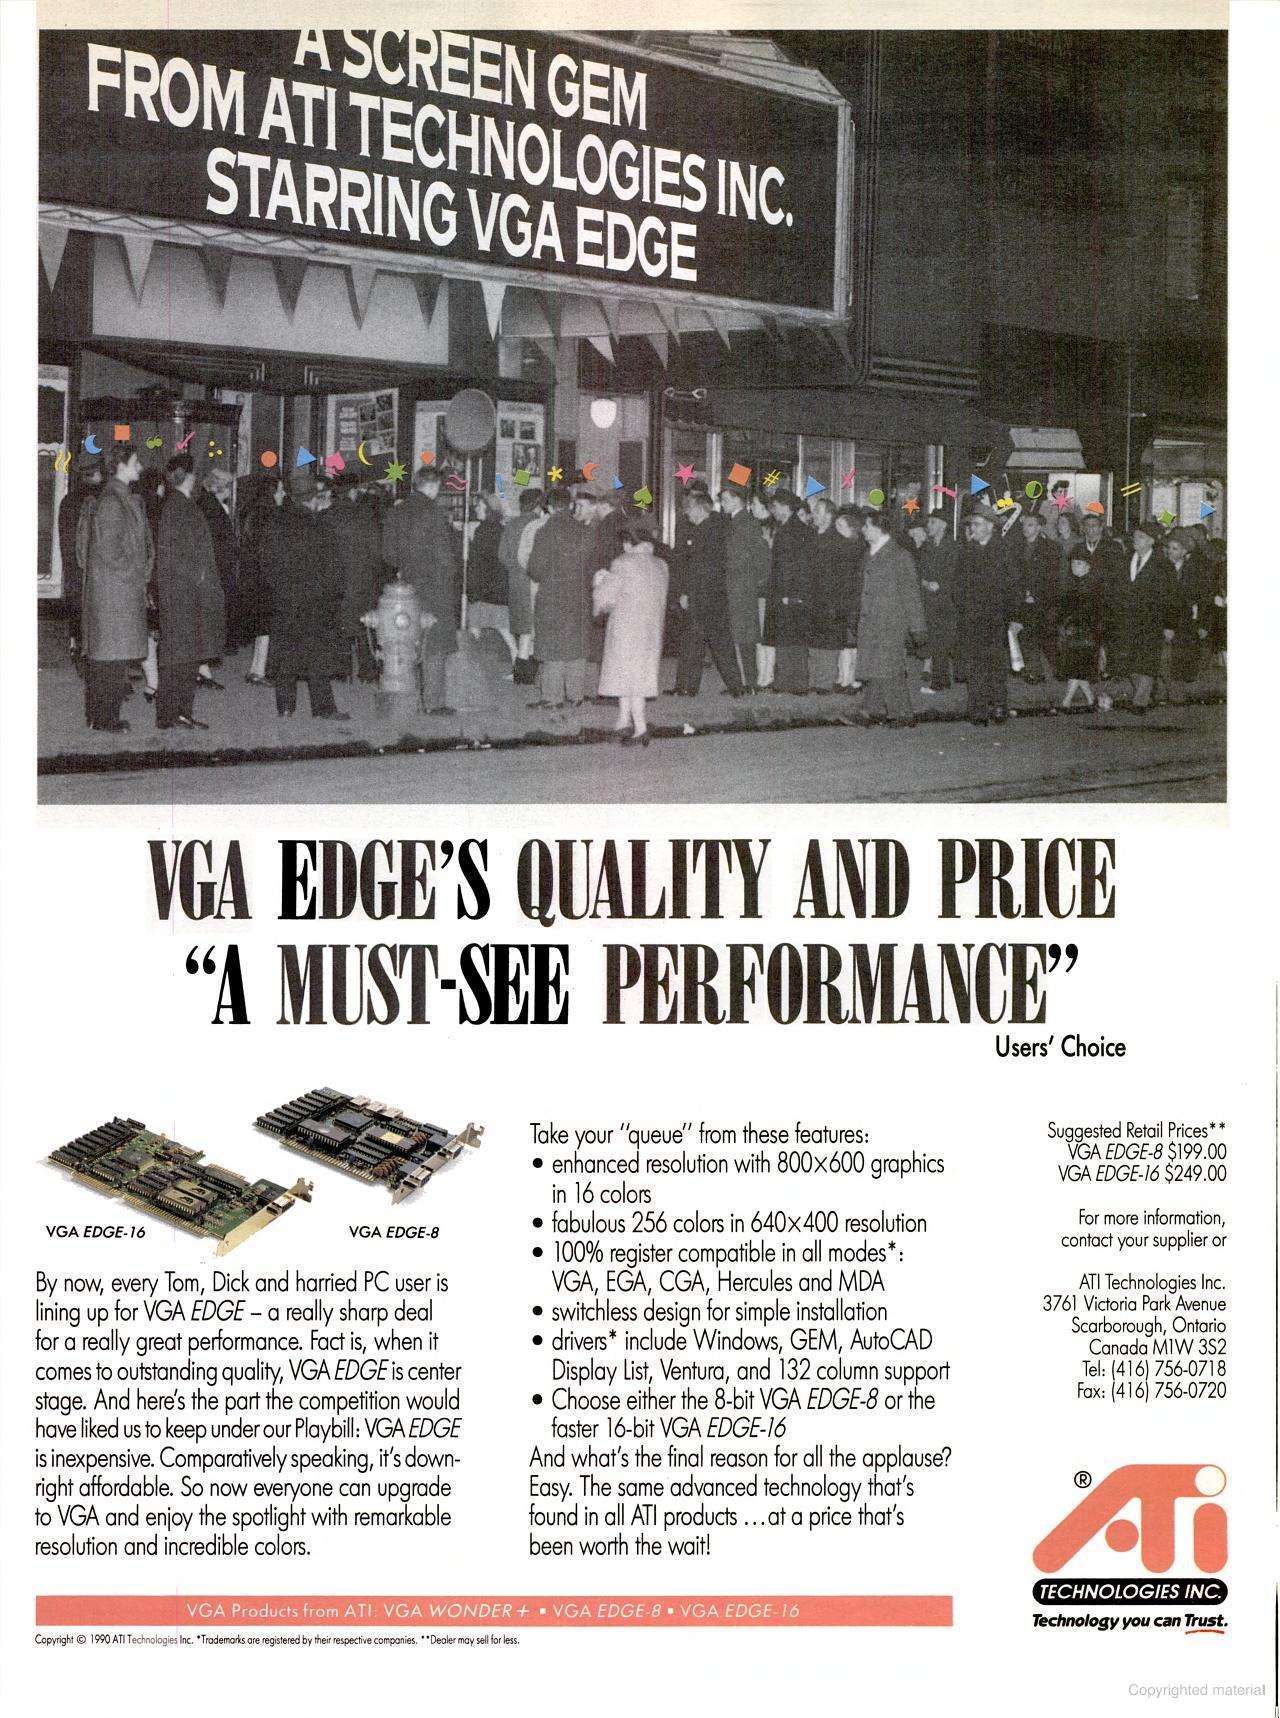 A SCREEN GEM
FROM ATI TECHNOLOGIES INC.
STARRING VGA EDGE
VGA EDGE'S QUALITY AND PRICE
“A MUST-SEE PERFORMANCE”
Users' Choice
VGA EDGE-16
VGA EDGE-8
By now, every Tom, Dick and harried PC user is
lining up for VGA EDGE – a really sharp deal
for a really great performance. Fact is, when it
comes to outstanding quality, VGA EDGE is center
stage. And here's the part the competition would
have liked us to keep under our Playbill: VGA EDGE
is inexpensive. Comparatively speaking, it's down-
right affordable. So now everyone can upgrade
to VGA and enjoy the spotlight with remarkable
resolution and incredible colors.
Take your “queue” from these features:
• enhanced resolution with 800×600 graphics
in 16 colors
• fabulous 256 colors in 640×400 resolution
• 100% register compatible in all modes*:
VGA, EGA, CGA, Hercules and MDA
• switchless design for simple installation
• drivers* include Windows, GEM, AutoCAD
Display List, Ventura, and 132 column support
• Choose either the 8-bit VGA EDGE-8 or the
faster 16-bit VGA EDGE-16
And what's the final reason for all the applause?
Easy. The same advanced technology that's
found in all ATI products ...at a price that's
been worth the wait!
Suggested Retail Prices**
VGA EDGE-8 $199.00
VGA EDGE-16 $249.00
For more information,
contact your supplier or
ATI Technologies Inc.
3761 Victoria Park Avenue
Scarborough, Ontario
Canada M1W 3S2
Tel: (416) 756-0718
Fax: (416) 756-0720
® ATi
TECHNOLOGIES INC.
Technology you can Trust.
VGA Products from ATI: VGA WONDER+ ▪ VGA EDGE-8 ▪ VGA EDGE-16
Copyright © 1990 ATI Technologies Inc. *Trademarks are registered by their respective companies. **Dealer may sell for less.
Copyrighted material